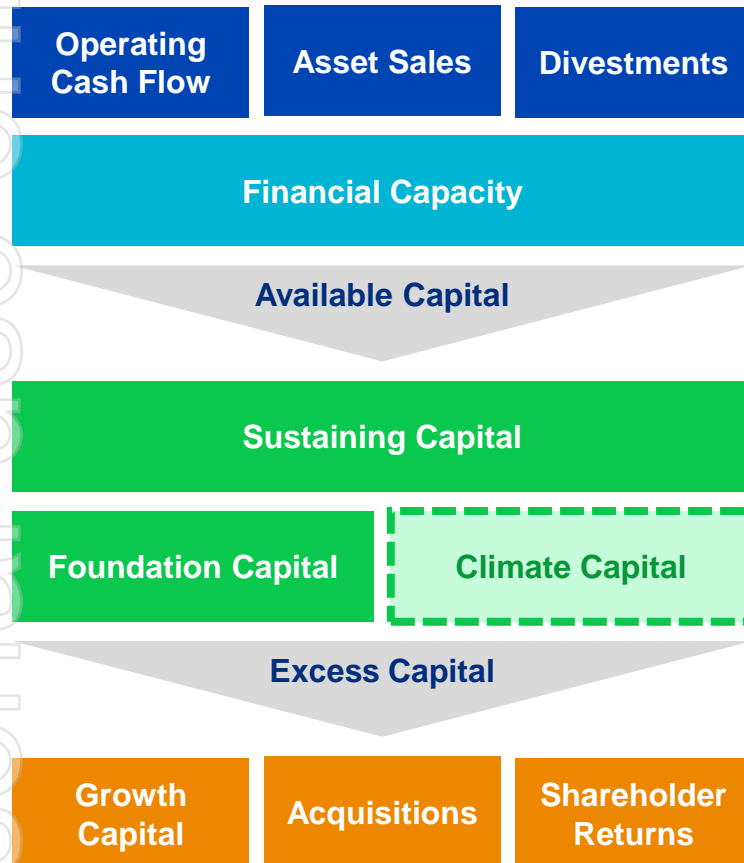 Operating
Cash Flow
Asset Sales
Divestments
Financial Capacity
Available Capital
Sustaining Capital
Foundation Capital
Climate Capital
Excess Capital
Growth
Capital
Acquisitions
Shareholder
Returns